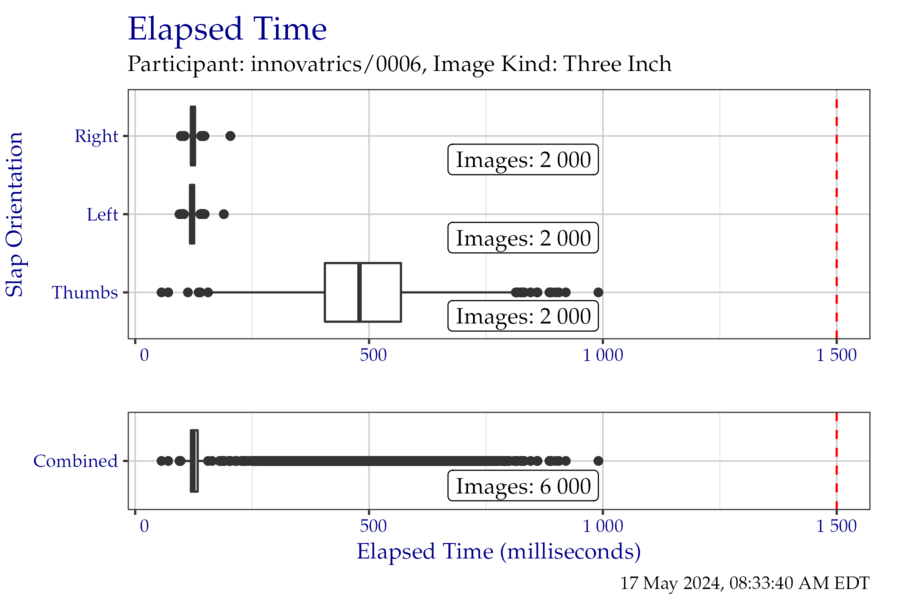 Elapsed Time
Participant: innovatrics/0006, Image Kind: Three Inch
Slap Orientation
Right
Images: 2 000
Left
Images: 2 000
Thumbs
Images: 2 000
0 500 1 000 1 500
Combined
Images: 6 000
0 500 1 000 1 500
Elapsed Time (milliseconds)
17 May 2024, 08:33:40 AM EDT